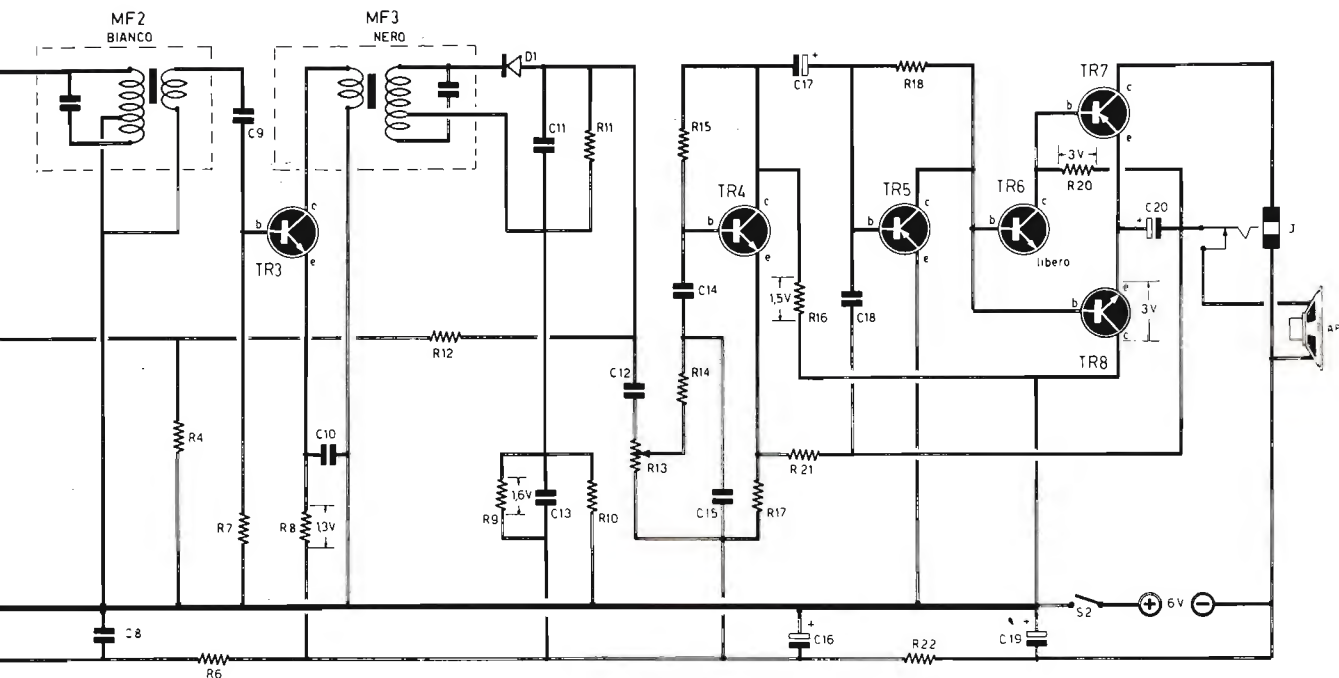 MF2
BIANCO
MF3
NERO
D1
C9
C11
R11
R15
C17
+
R18
TR7
c
b
e
3V
R20
TR3
b
c
e
TR4
b
c
e
TR5
b
c
e
TR6
b
c
libero
+
C20
J
C14
1,5V
R16
C18
b
e
c
TR8
3V
AP
R12
C12
R14
R4
C10
R13
R21
R7
R8
1,3V
R9
1,6V
C13
R10
C15
R17
S2
+ 6V −
C8
R6
+
C16
R22
C19
+